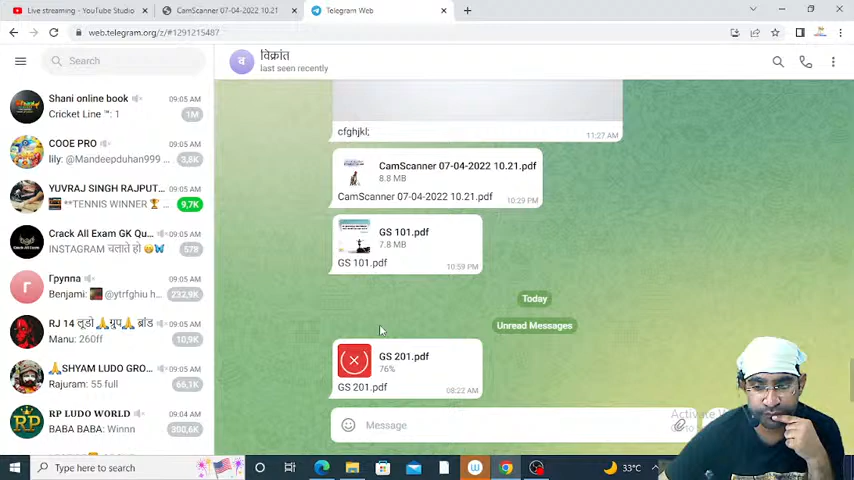 Live streaming - YouTube Studio
CamScanner 07-04-2022 10.21
Telegram Web
web.telegram.org/z/#1291215487
Search
विक्रांत
last seen recently
Shani online book 09:05 AM
Cricket Line ™: 1 1M
COOE PRO 09:05 AM
lily: @Mandeepduhan999 ... 3,8K
YUVRAJ SINGH RAJPUT... 09:05 AM
**TENNIS WINNER 9,7K
Crack All Exam GK Qu... 09:05 AM
INSTAGRAM चलाते हो 578
Группа 09:05 AM
Benjami: @ytrfghiu h... 232,9K
RJ 14 लूडो ग्रुप ब्रांड 09:05 AM
Manu: 260ff 10,9K
SHYAM LUDO GRO... 09:05 AM
Rajuram: 55 full 66,1K
RP LUDO WORLD 09:04 AM
BABA BABA: Winnn 300,6K
cfghjkl;
11:27 AM
CamScanner 07-04-2022 10.21.pdf
8.8 MB
CamScanner 07-04-2022 10.21.pdf
10:29 PM
GS 101.pdf
7.8 MB
GS 101.pdf
10:59 PM
Today
Unread Messages
GS 201.pdf
76%
GS 201.pdf
08:22 AM
Message
Activate
Type here to search
33°C